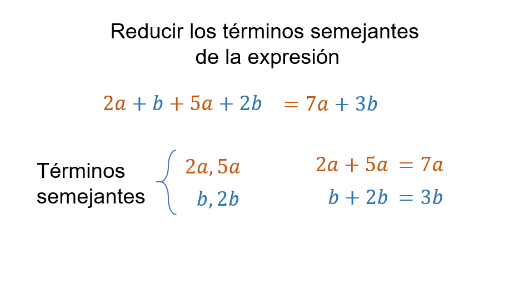 Reducir los términos semejantes
de la expresión
2a + b + 5a + 2b = 7a + 3b
Términos
semejantes
2a, 5a
b, 2b
2a + 5a = 7a
b + 2b = 3b